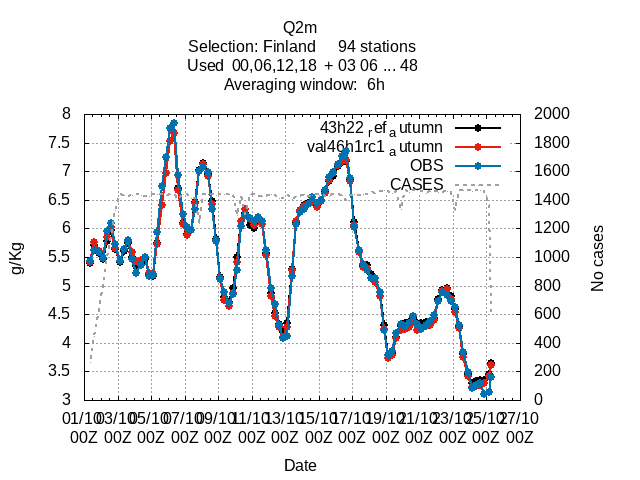 Q2m
Selection: Finland 94 stations
Used 00,06,12,18 + 03 06 ... 48
Averaging window: 6h
8 2000
7.5 1800
7 1600
6.5 1400
6 1200
5.5 1000
5 800
4.5 600
4 400
3.5 200
3 0
43h22_ref_autumn
val46h1rc1_autumn
OBS
CASES
g/Kg
No cases
01/10 03/10 05/10 07/10 09/10 11/10 13/10 15/10 17/10 19/10 21/10 23/10 25/10 27/10
00Z 00Z 00Z 00Z 00Z 00Z 00Z 00Z 00Z 00Z 00Z 00Z 00Z 00Z
Date